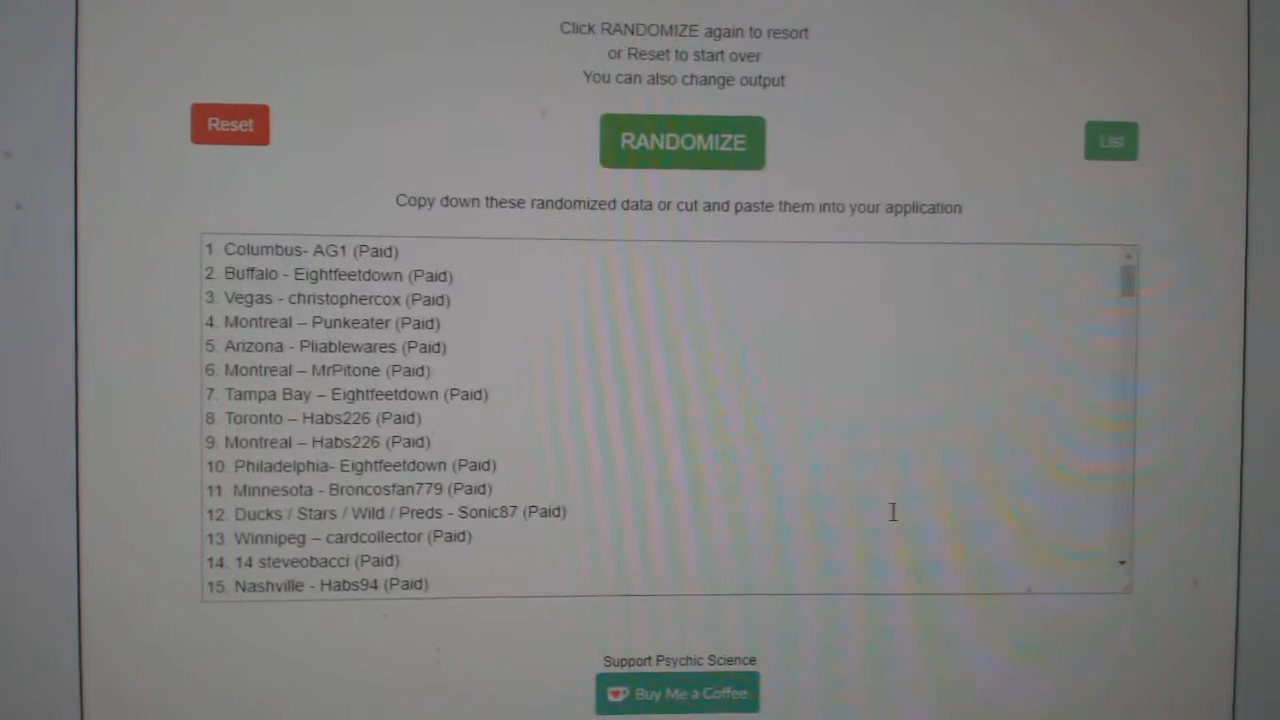 Click RANDOMIZE again to resort
or Reset to start over
You can also change output
Reset
RANDOMIZE
List
Copy down these randomized data or cut and paste them into your application
1. Columbus- AG1 (Paid)
2. Buffalo - Eightfeetdown (Paid)
3. Vegas - christophercox (Paid)
4. Montreal – Punkeater (Paid)
5. Arizona - Pliablewares (Paid)
6. Montreal – MrPitone (Paid)
7. Tampa Bay – Eightfeetdown (Paid)
8. Toronto – Habs226 (Paid)
9. Montreal – Habs226 (Paid)
10. Philadelphia- Eightfeetdown (Paid)
11. Minnesota - Broncosfan779 (Paid)
12. Ducks / Stars / Wild / Preds - Sonic87 (Paid)
13. Winnipeg – cardcollector (Paid)
14. 14 steveobacci (Paid)
15. Nashville - Habs94 (Paid)
Support Psychic Science
Buy Me a Coffee